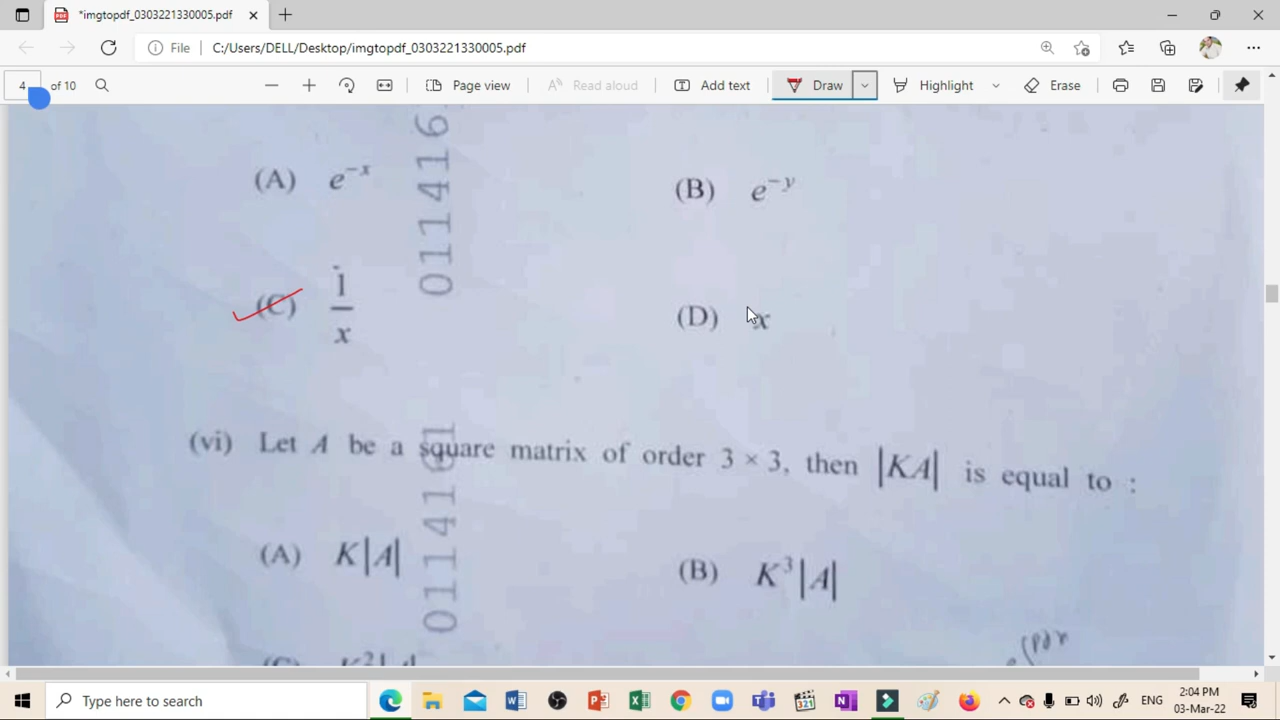 *imgtopdf_0303221330005.pdf
File | C:/Users/DELL/Desktop/imgtopdf_0303221330005.pdf
4 of 10 Page view Read aloud Add text Draw Highlight Erase
011416
(A) e^{-x} (B) e^{-y}
(C) 1/x (D) x
(vi) Let A be a square matrix of order 3 × 3, then |KA| is equal to :
(A) K|A| (B) K³|A|
Type here to search
ENG
2:04 PM
03-Mar-22